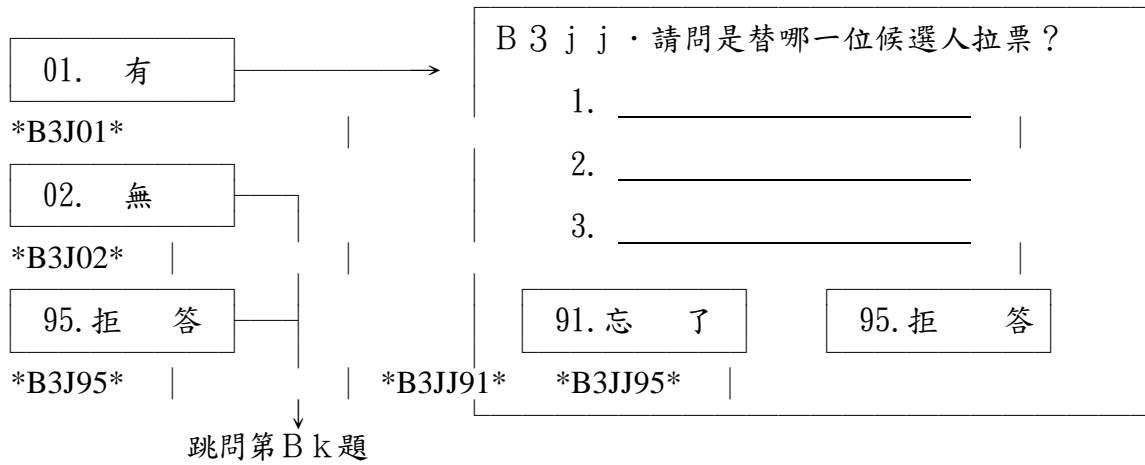 Ｂ３ｊｊ．請問是替哪一位候選人拉票？
01. 有
1.
*B3J01*
02. 無
2.
3.
*B3J02*
95.拒 答
91.忘 了
95.拒 答
*B3J95* *B3JJ91* *B3JJ95*
跳問第Ｂｋ題